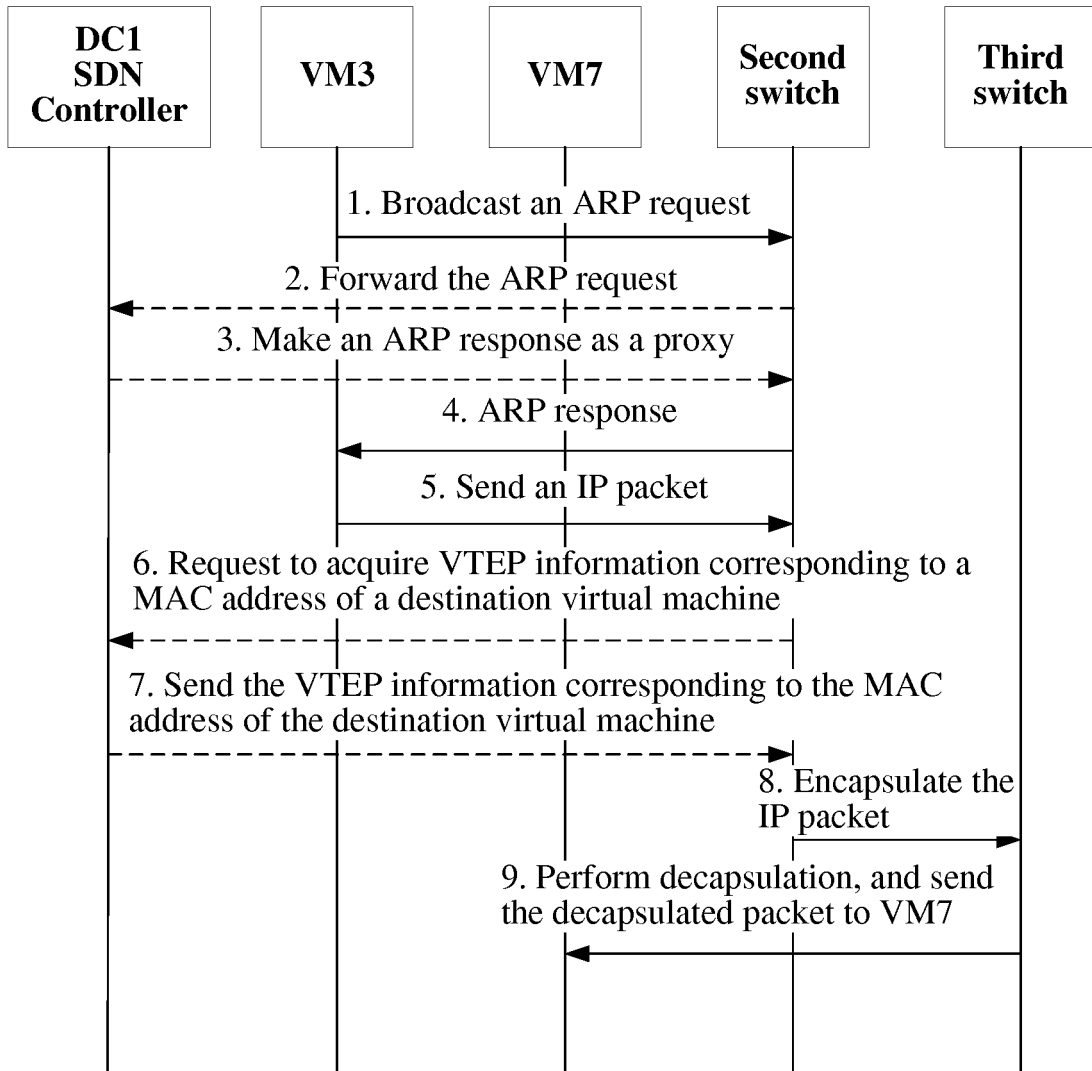 DC1
SDN
Controller
VM3
VM7
Second
switch
Third
switch
1. Broadcast an ARP request
2. Forward the ARP request
3. Make an ARP response as a proxy
4. ARP response
5. Send an IP packet
6. Request to acquire VTEP information corresponding to a
MAC address of a destination virtual machine
7. Send the VTEP information corresponding to the MAC
address of the destination virtual machine
8. Encapsulate the
IP packet
9. Perform decapsulation, and send
the decapsulated packet to VM7